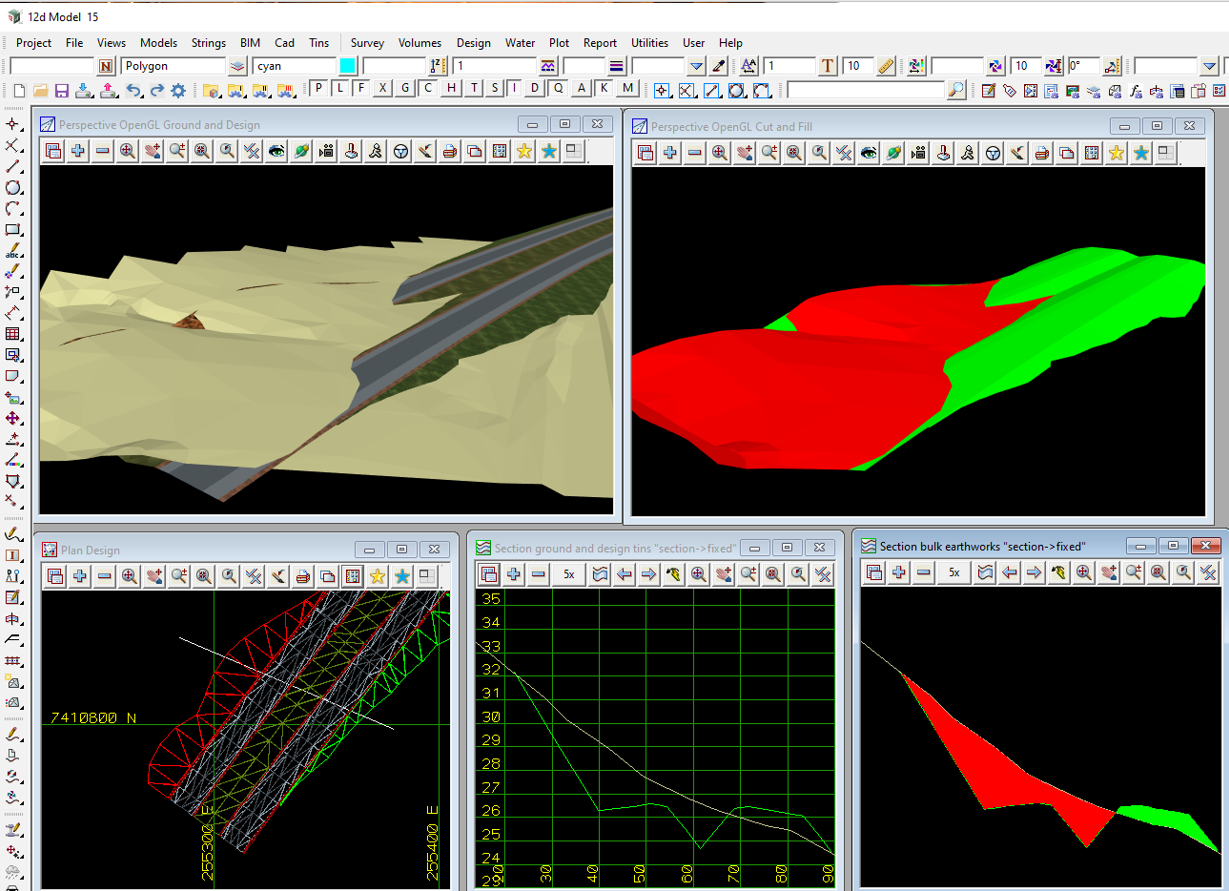 12d Model 15
Project File Views Models Strings BIM Cad Tins Survey Volumes Design Water Plot Report Utilities User Help
N Polygon cyan 1 1 T 10 10 0°
P L F X G C H T S I D Q A K M
Perspective OpenGL Ground and Design
Perspective OpenGL Cut and Fill
abc
Plan Design
7410800 N
255300 E
255400 E
Section ground and design tins "section->fixed"
5x
35
34
33
32
31
30
29
28
27
26
25
24
23
20 30 40 50 60 70 80 90
Section bulk earthworks "section->fixed"
5x